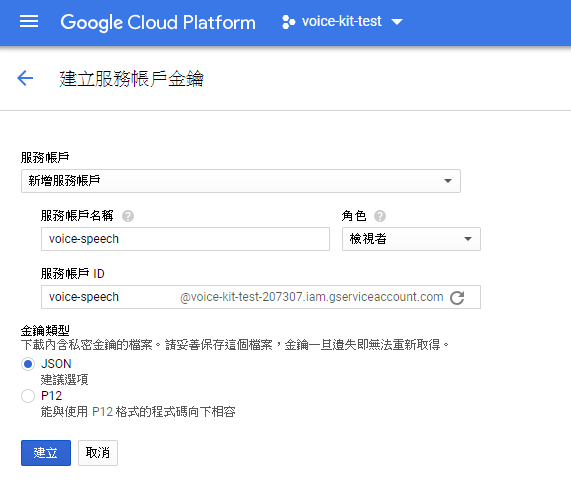 Google Cloud Platform voice-kit-test
建立服務帳戶金鑰
服務帳戶
新增服務帳戶
服務帳戶名稱 角色
voice-speech 檢視者
服務帳戶 ID
voice-speech @voice-kit-test-207307.iam.gserviceaccount.com
金鑰類型
下載內含私密金鑰的檔案。請妥善保存這個檔案，金鑰一旦遺失即無法重新取得。
JSON
建議選項
P12
能與使用 P12 格式的程式碼向下相容
建立 取消